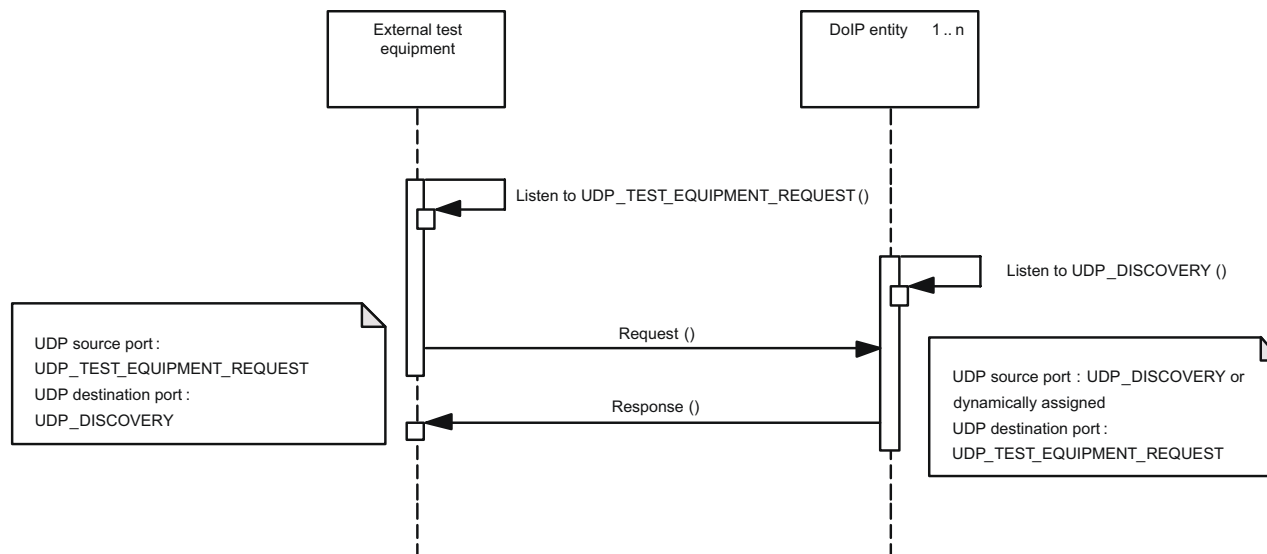 External test
equipment
DoIP entity 1 .. n
Listen to UDP_TEST_EQUIPMENT_REQUEST ()
Listen to UDP_DISCOVERY ()
UDP source port :
UDP_TEST_EQUIPMENT_REQUEST
UDP destination port :
UDP_DISCOVERY
Request ()
Response ()
UDP source port : UDP_DISCOVERY or
dynamically assigned
UDP destination port :
UDP_TEST_EQUIPMENT_REQUEST